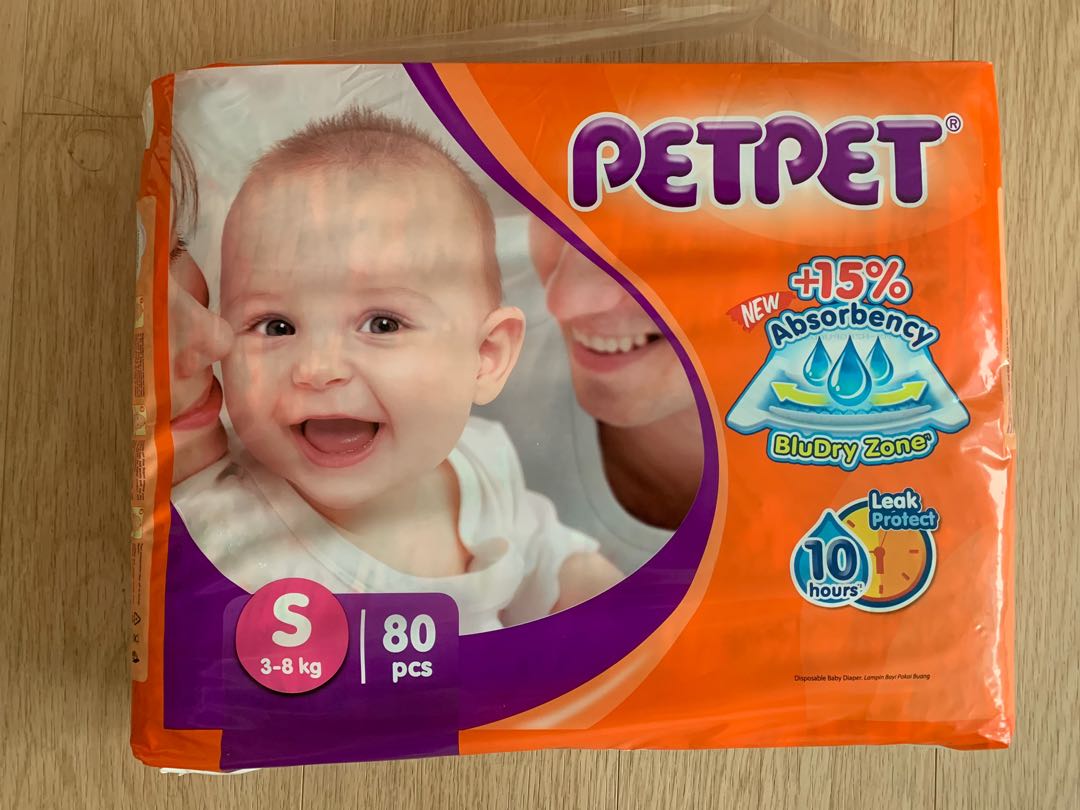 PETPET®
NEW
+15%
Absorbency
BluDry Zone
Leak
Protect
10
hours
S
3-8 kg
80
pcs
Disposable Baby Diaper. Lampin Bayi Pakai Buang